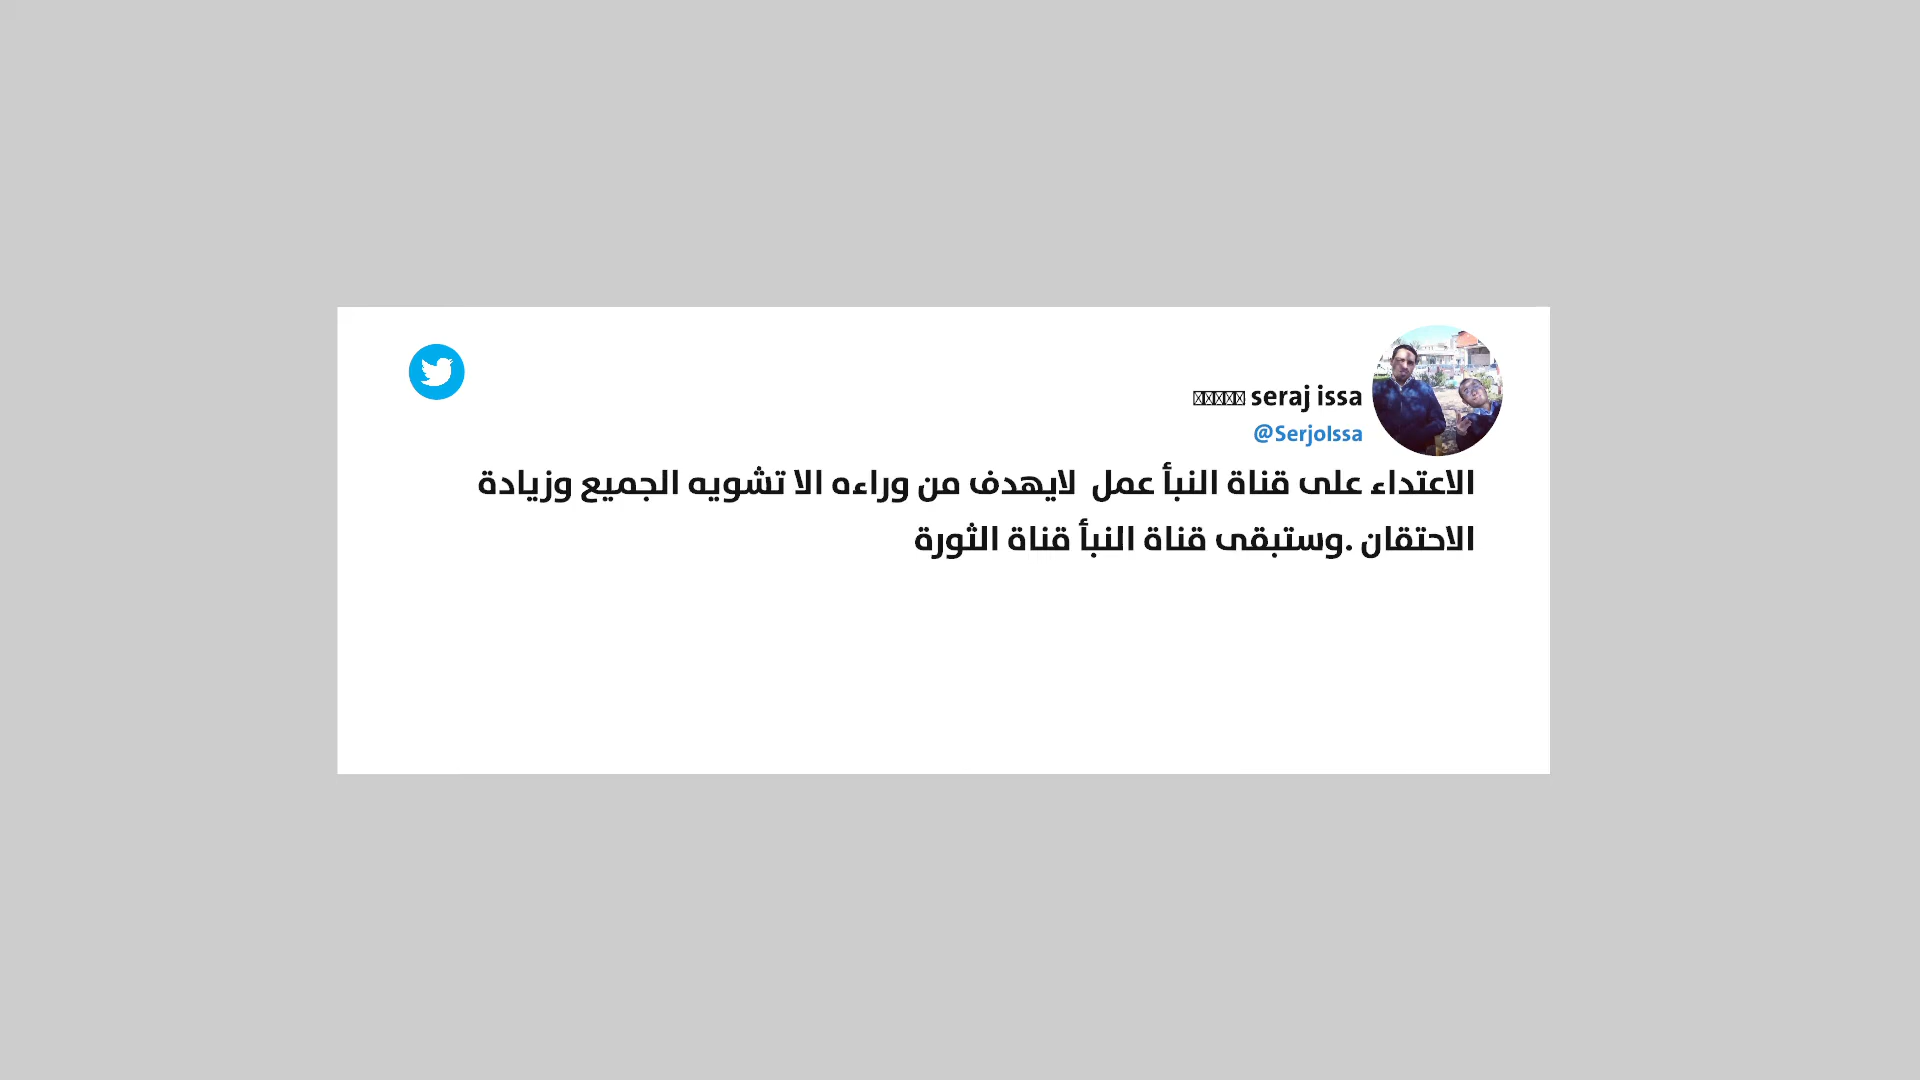 seraj issa
@SerjoIssa
الاعتداء على قناة النبأ عمل لايهدف من وراءه الا تشويه الجميع وزيادة
الاحتقان .وستبقى قناة النبأ قناة الثورة